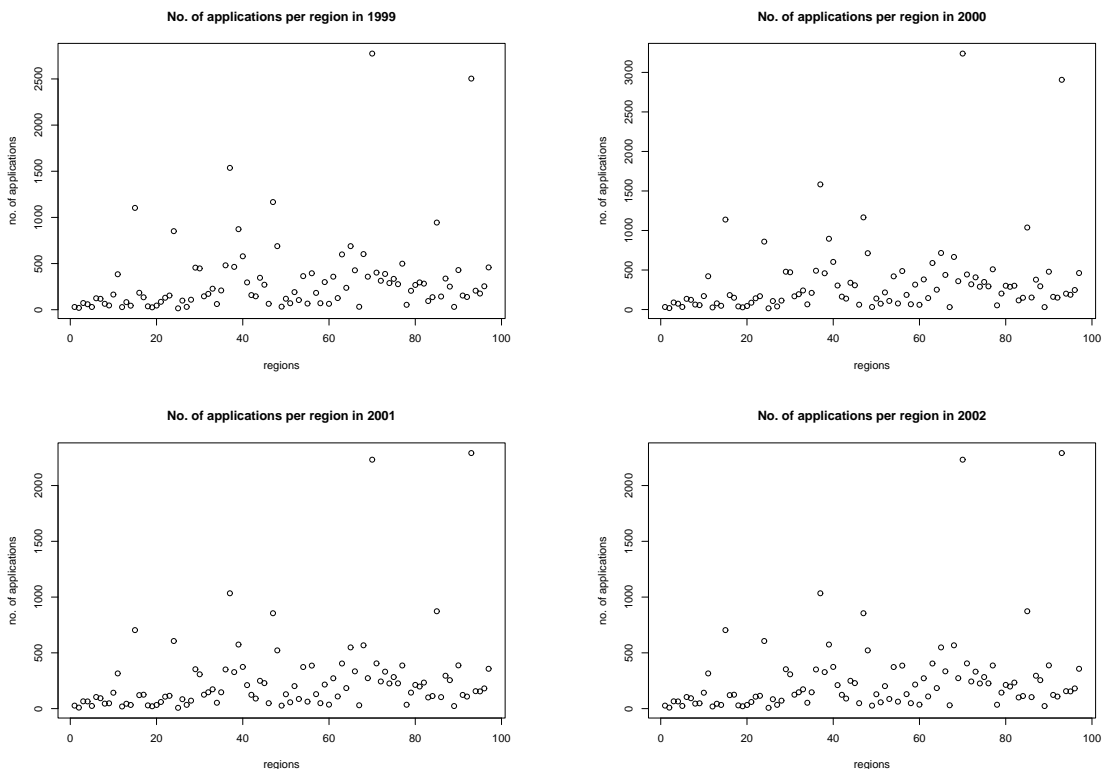 No. of applications per region in 1999
no. of applications
2500
2000
1500
1000
500
0
0 20 40 60 80 100
regions
No. of applications per region in 2000
no. of applications
3000
2500
2000
1500
1000
500
0
0 20 40 60 80 100
regions
No. of applications per region in 2001
no. of applications
2000
1500
1000
500
0
0 20 40 60 80 100
regions
No. of applications per region in 2002
no. of applications
2000
1500
1000
500
0
0 20 40 60 80 100
regions